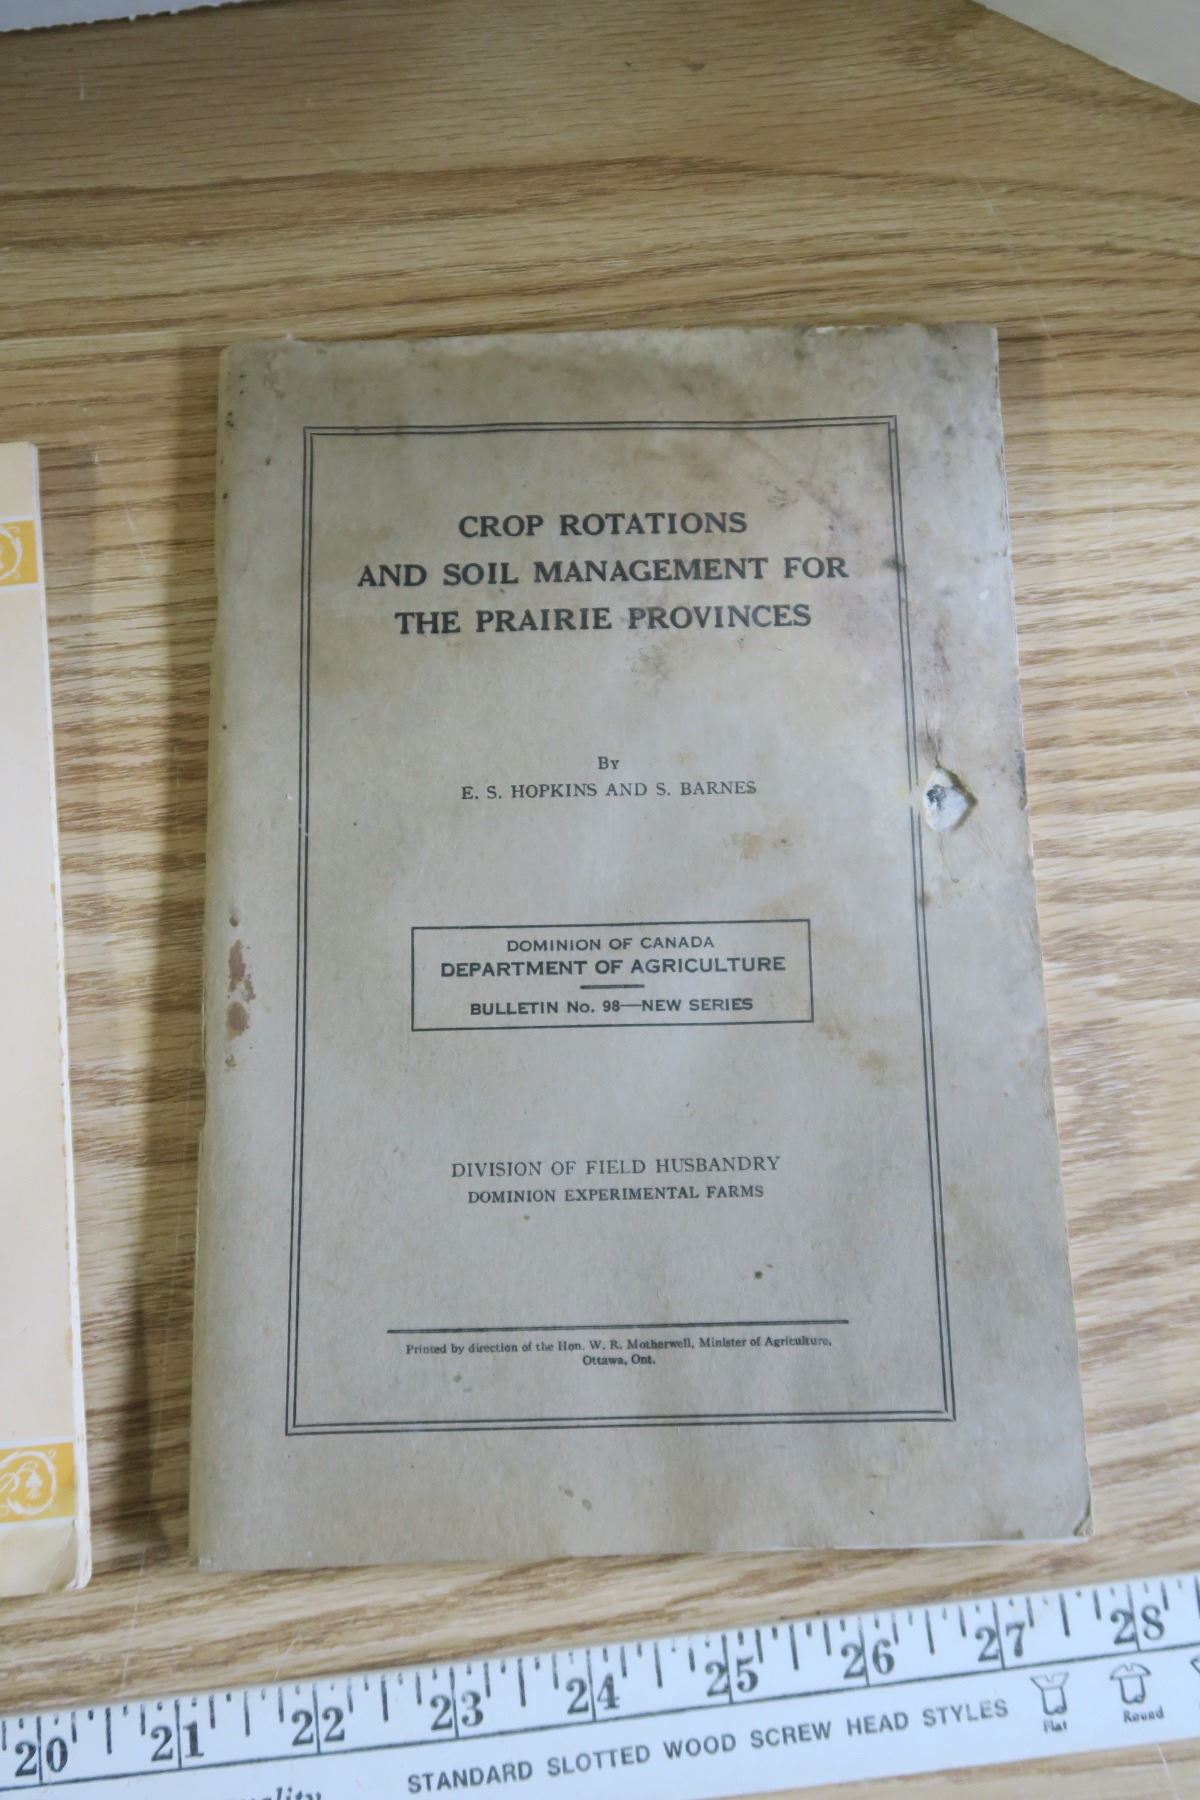 CROP ROTATIONS
AND SOIL MANAGEMENT FOR
THE PRAIRIE PROVINCES
By
E. S. HOPKINS AND S. BARNES
DOMINION OF CANADA
DEPARTMENT OF AGRICULTURE
BULLETIN No. 98—NEW SERIES
DIVISION OF FIELD HUSBANDRY
DOMINION EXPERIMENTAL FARMS
Printed by direction of the Hon. W. R. Motherwell, Minister of Agriculture,
Ottawa, Ont.
20 21 22 23 24 25 26 27 28
STANDARD SLOTTED WOOD SCREW HEAD STYLES
Flat Round